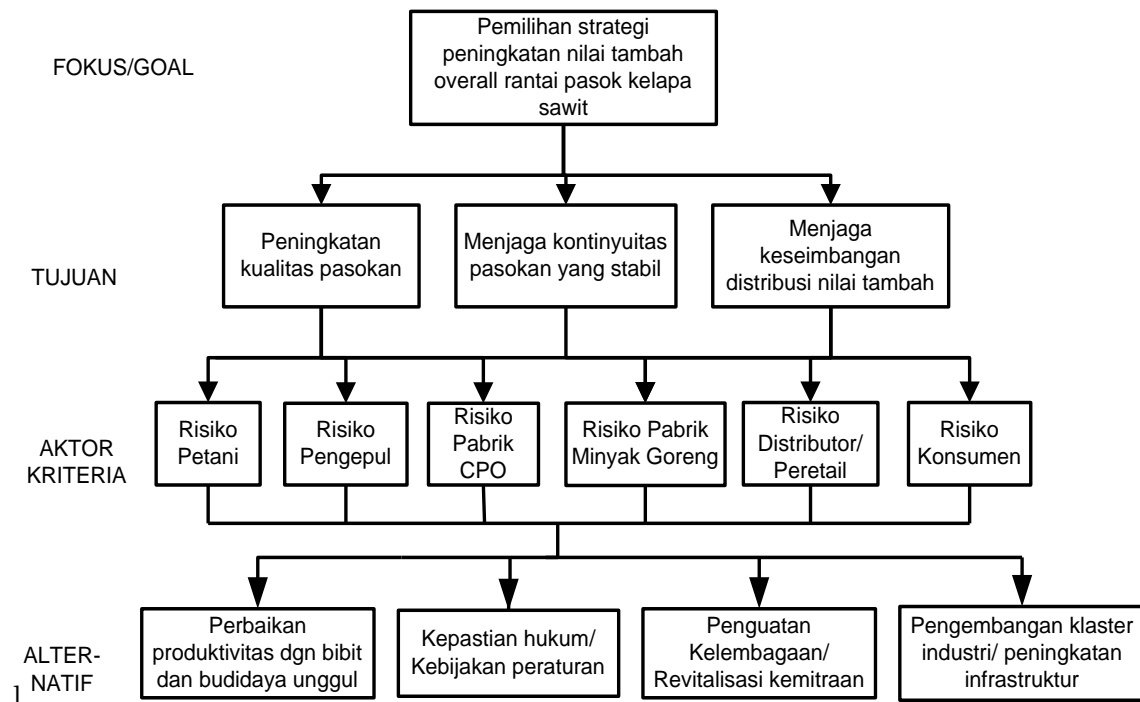 Pemilihan strategi
peningkatan nilai tambah
overall rantai pasok kelapa
sawit
FOKUS/GOAL
Peningkatan
kualitas pasokan
Menjaga kontinyuitas
pasokan yang stabil
Menjaga
keseimbangan
distribusi nilai tambah
TUJUAN
AKTOR
KRITERIA
Risiko
Petani
Risiko
Pengepul
Risiko
Pabrik
CPO
Risiko Pabrik
Minyak Goreng
Risiko
Distributor/
Peretail
Risiko
Konsumen
ALTER-
NATIF
Perbaikan
produktivitas dgn bibit
dan budidaya unggul
Kepastian hukum/
Kebijakan peraturan
Penguatan
Kelembagaan/
Revitalisasi kemitraan
Pengembangan klaster
industri/ peningkatan
infrastruktur